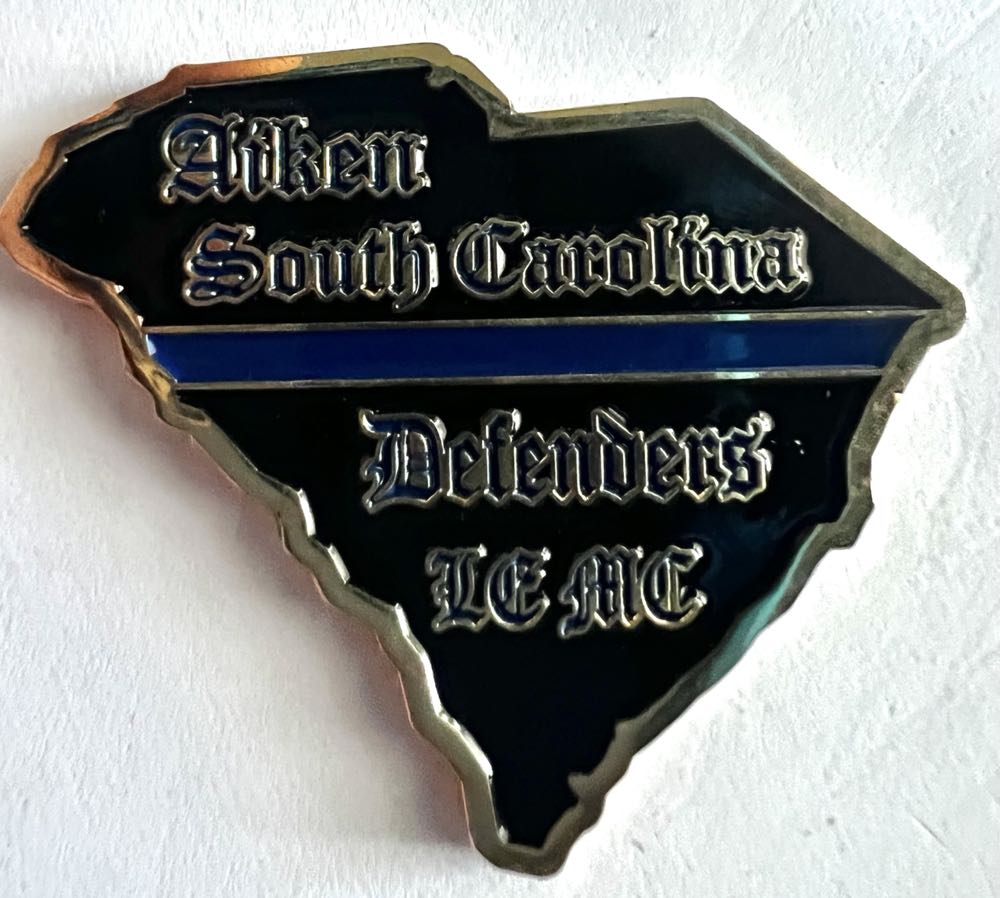 Aiken
South Carolina
Defenders
LE MC